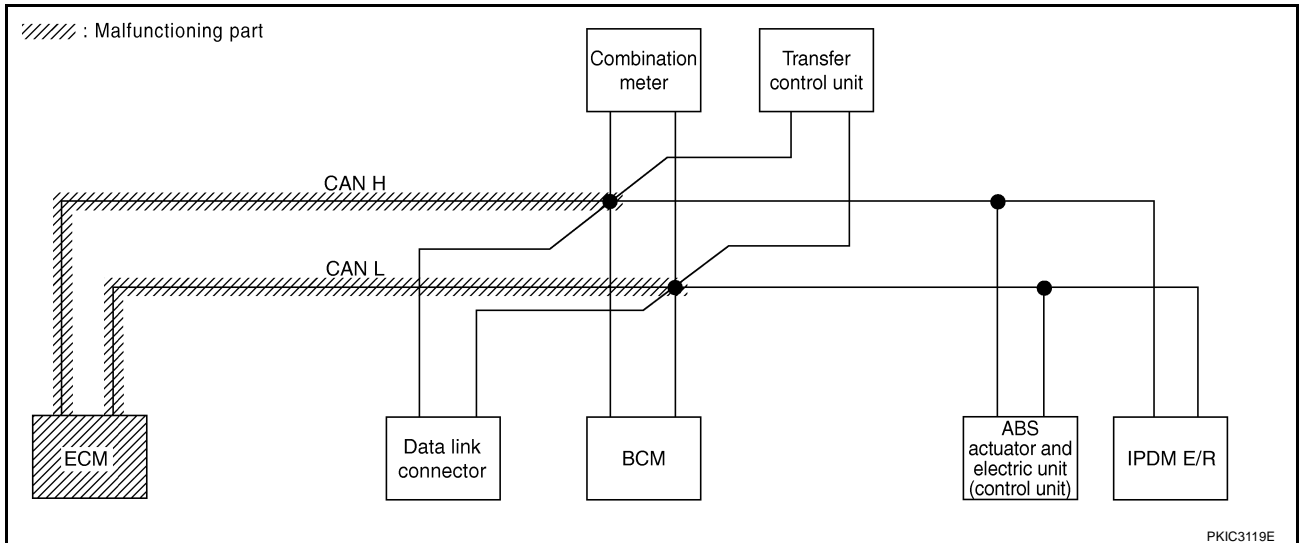 : Malfunctioning part
Combination
meter
Transfer
control unit
CAN H
CAN L
ECM
Data link
connector
BCM
ABS
actuator and
electric unit
(control unit)
IPDM E/R
PKIC3119E